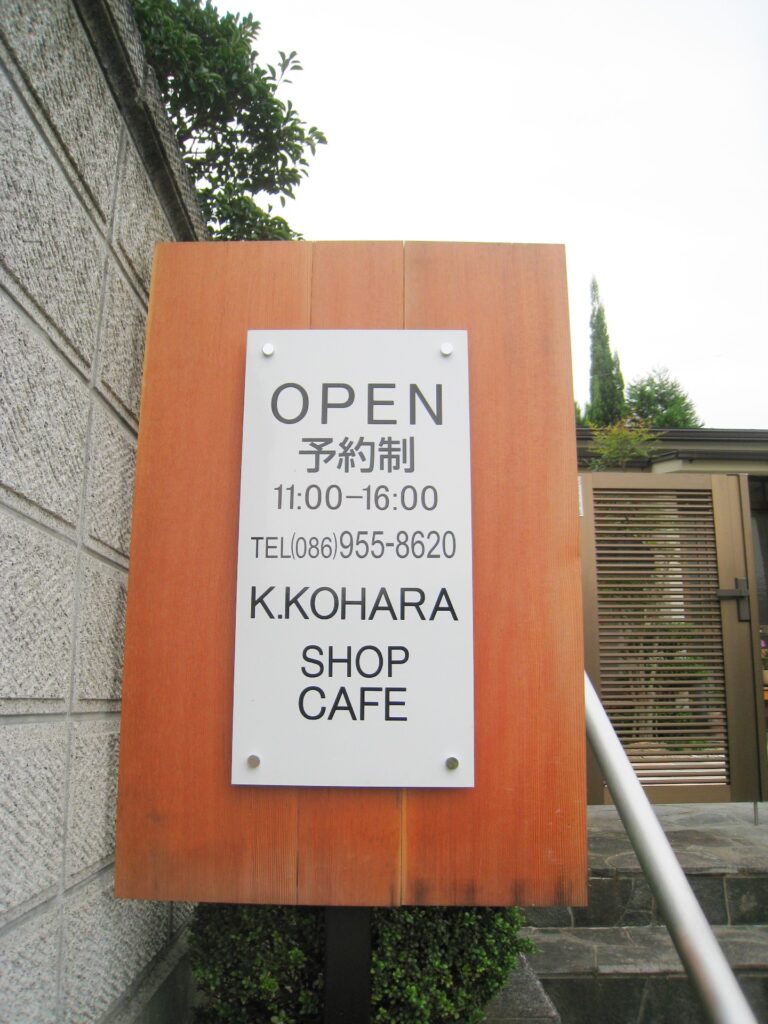 OPEN
予約制
11:00-16:00
TEL(086)955-8620
K.KOHARA
SHOP
CAFE